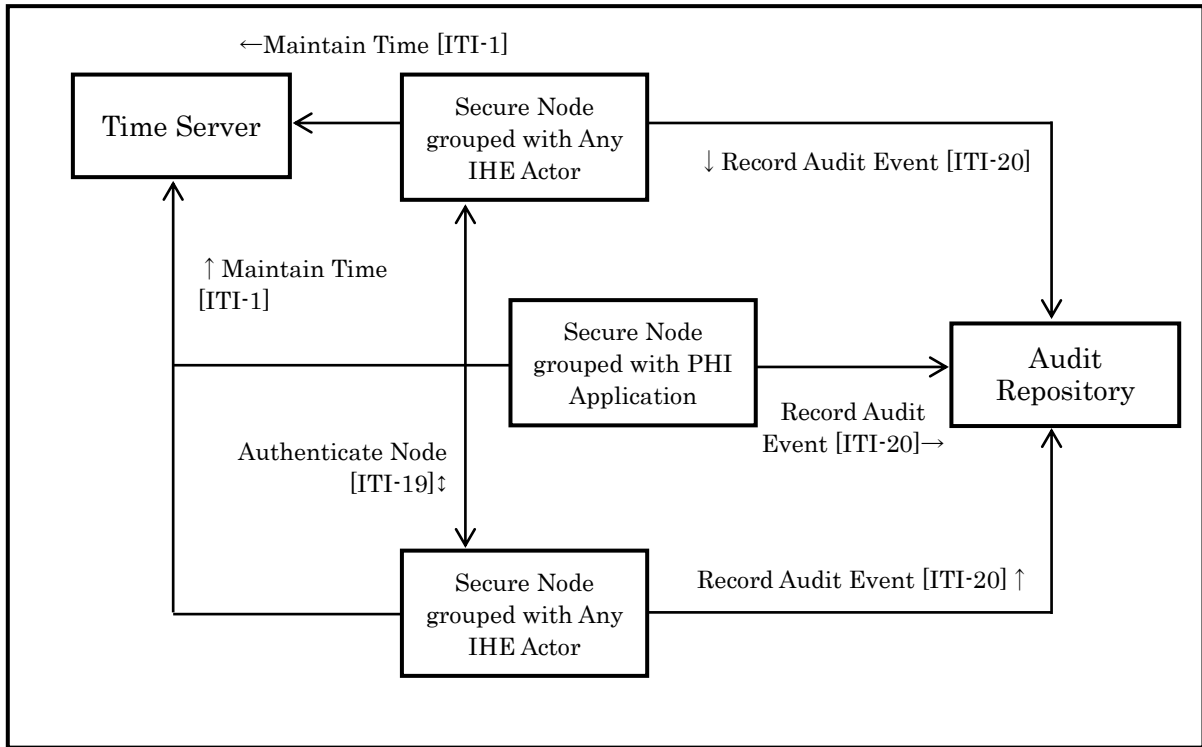 ←Maintain Time [ITI-1]
Time Server
Secure Node
grouped with Any
IHE Actor
↓ Record Audit Event [ITI-20]
↑ Maintain Time
[ITI-1]
Secure Node
grouped with PHI
Application
Audit
Repository
Record Audit
Event [ITI-20]→
Authenticate Node
[ITI-19]↕
Secure Node
grouped with Any
IHE Actor
Record Audit Event [ITI-20] ↑